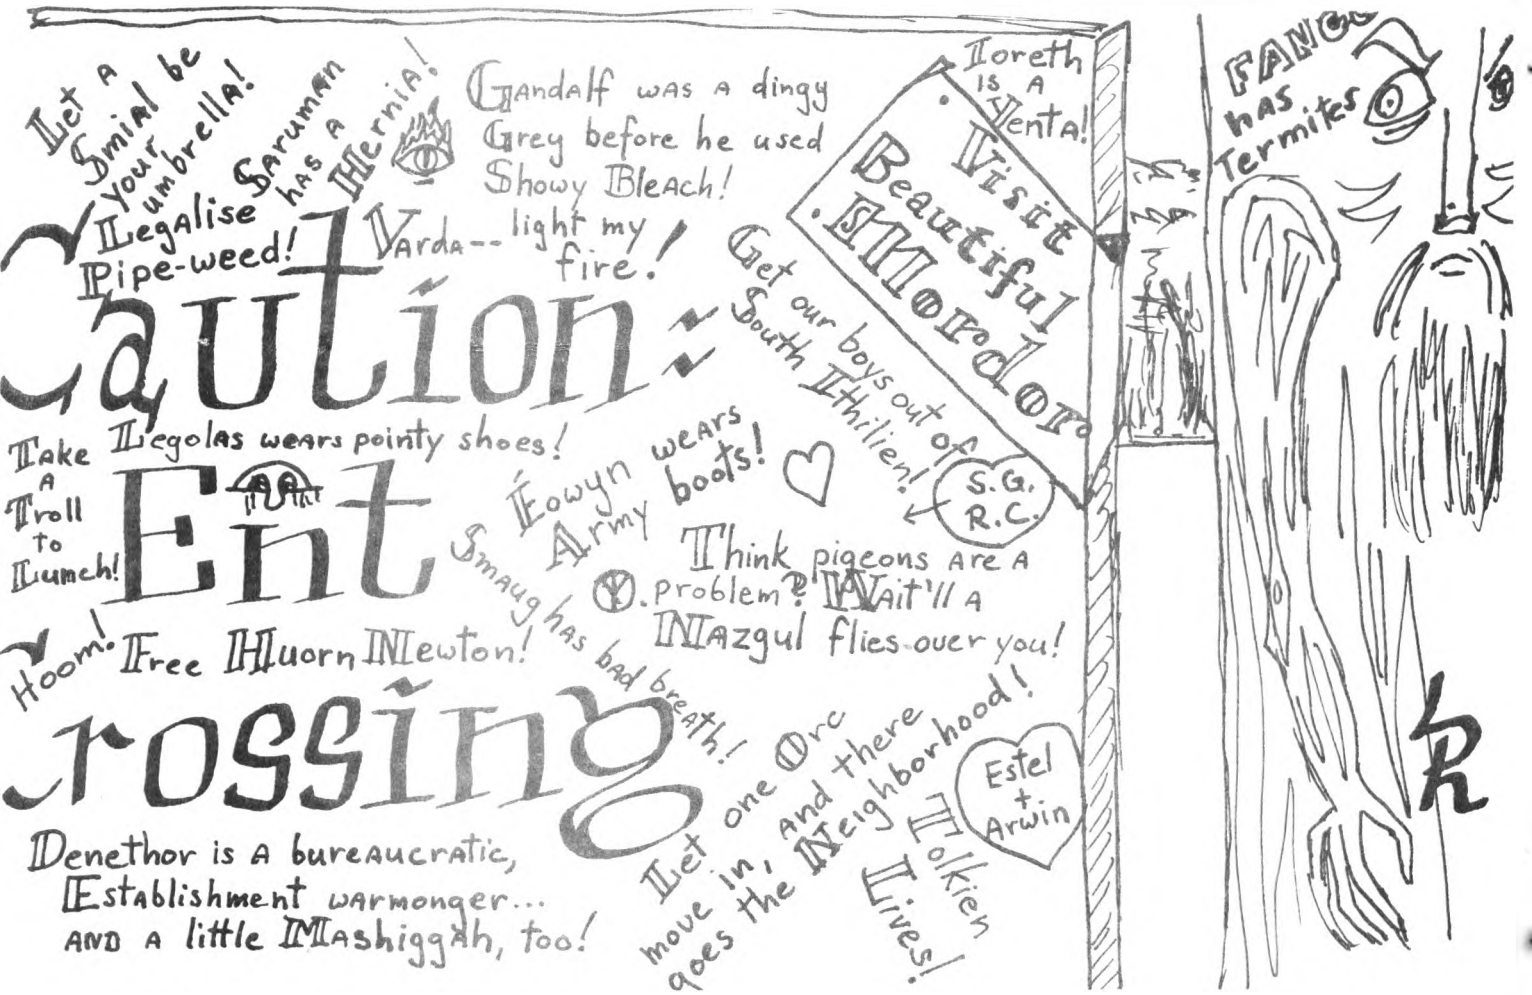 Let a
Smial be
your
umbrella!
Saruman
has a
Hernia!
Gandalf was a dingy
Grey before he used
Showy Bleach!
Ioreth
is a
Yenta!
Visit
Beautiful
Mordor
FANG
has
Termites
Legalise
Pipe-weed!
Varda-- light my
fire!
Get our boys out of
South Ithilien!
Caution:
Legolas wears pointy shoes!
Take
a
Troll
to
Lunch!
Ent
Éowyn wears
Army boots!
S.G.
R.C.
Think pigeons are a
problem? Wait'll a
Nazgul flies over you!
Smaug has bad breath!
Hoom!
Free Huorn Newton!
Crossing
Let one Orc
move in, and there
goes the Neighborhood!
Estel
+
Arwin
Tolkien
Lives!
Denethor is a bureaucratic,
Establishment warmonger...
and a little Mashiggah, too!